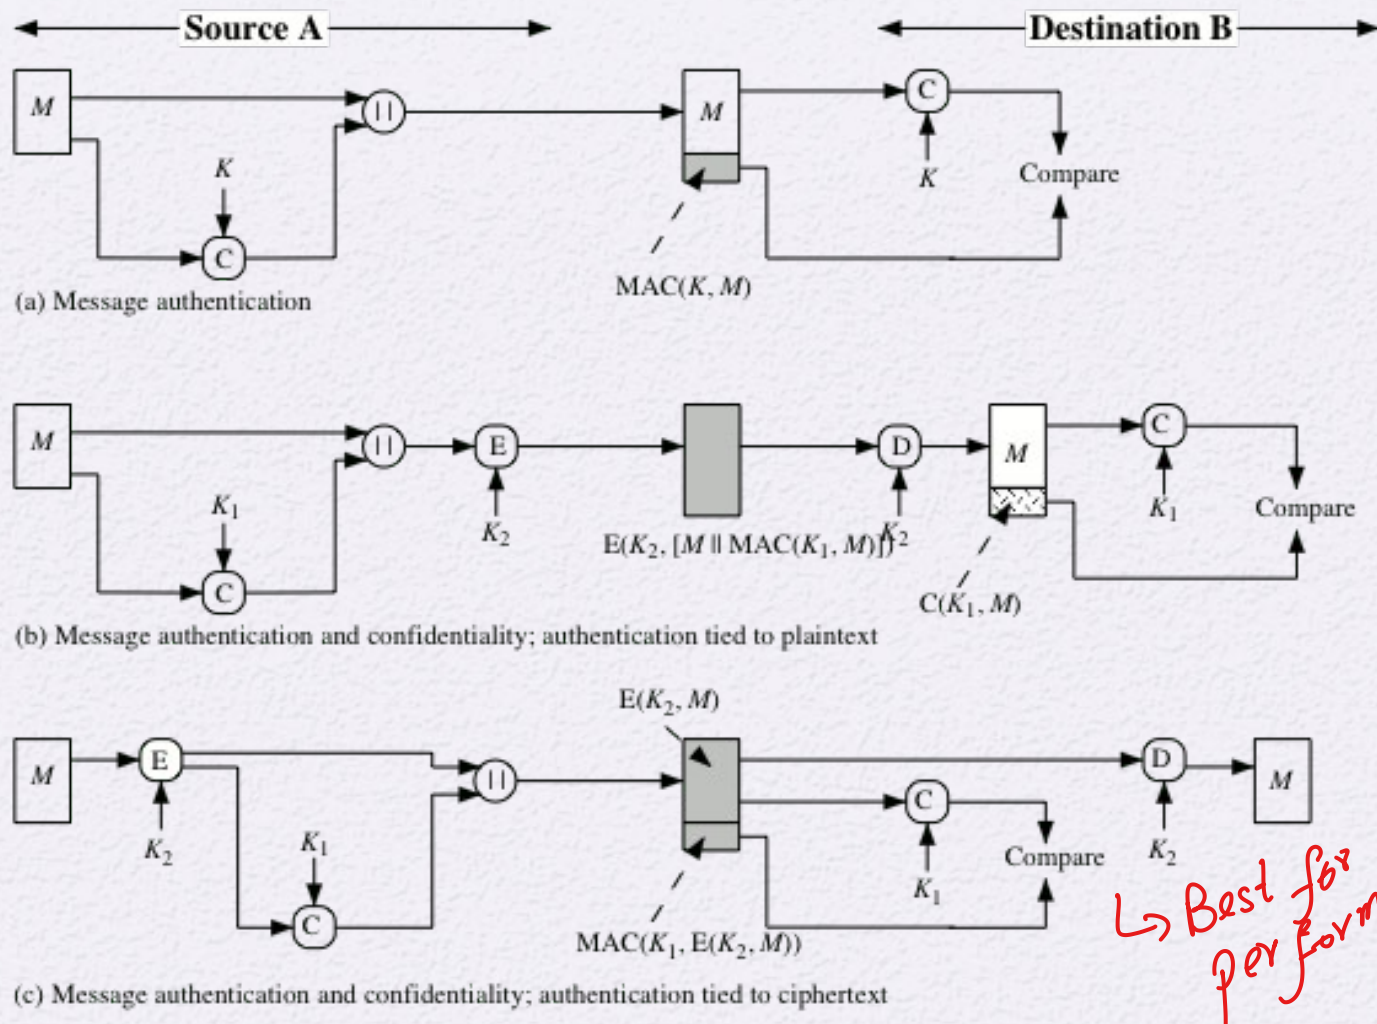 Source A
Destination B
M
||
M
C
K
C
K
Compare
MAC(K, M)
(a) Message authentication
M
||
E
K2
K1
C
E(K2, [M || MAC(K1, M)])
D
K2
M
C
K1
Compare
C(K1, M)
(b) Message authentication and confidentiality; authentication tied to plaintext
E(K2, M)
M
E
K2
K1
C
||
C
K1
Compare
D
K2
M
MAC(K1, E(K2, M))
↳ Best for
perform
(c) Message authentication and confidentiality; authentication tied to ciphertext